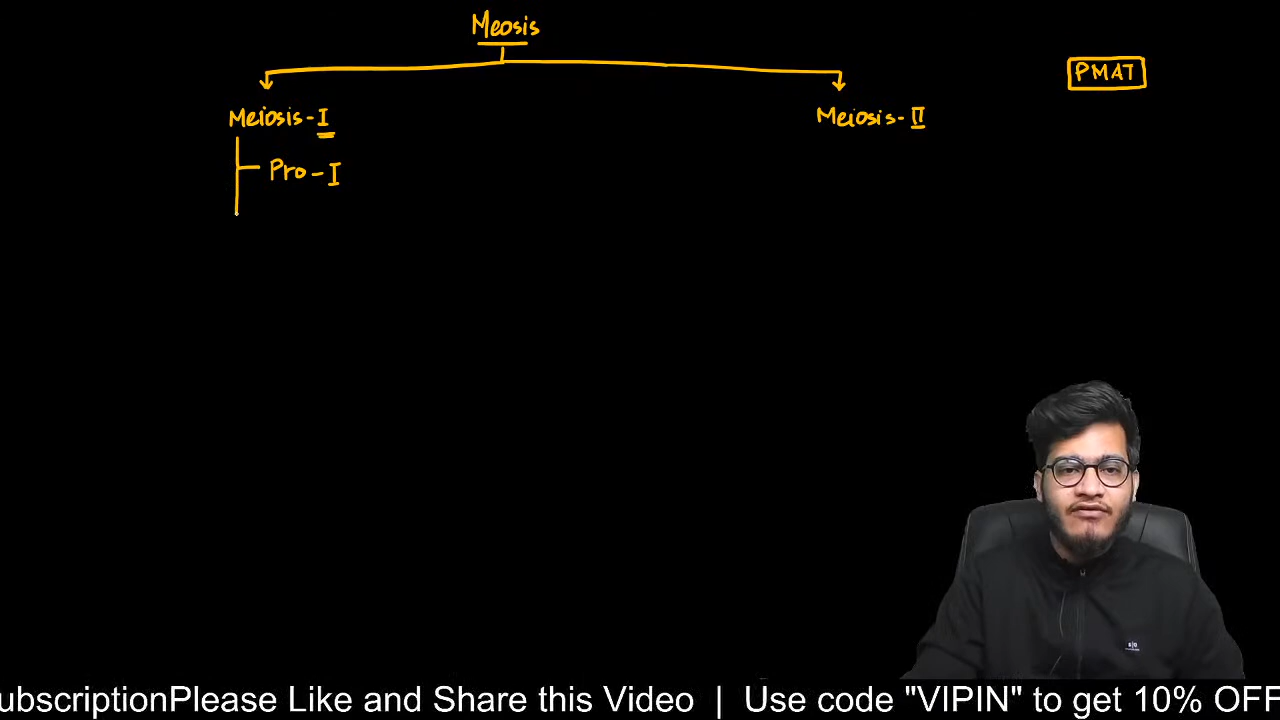 Meosis
PMAT
Meiosis-I
Meiosis-II
Pro-I
ubscriptionPlease Like and Share this Video | Use code "VIPIN" to get 10% OFF